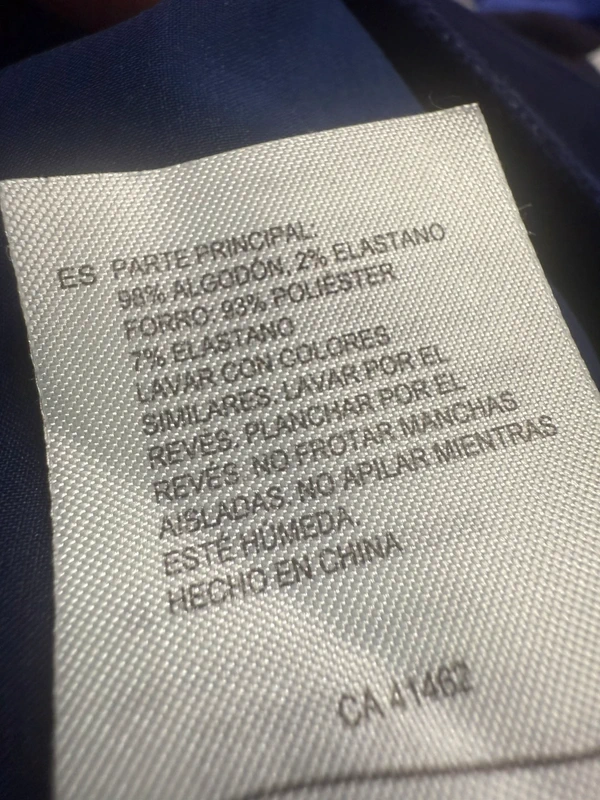 ES PARTE PRINCIPAL:
98% ALGODÓN, 2% ELASTANO
FORRO: 93% POLIESTER
7% ELASTANO
LAVAR CON COLORES
SIMILARES. LAVAR POR EL
REVÉS. PLANCHAR POR EL
REVÉS. NO FROTAR MANCHAS
AISLADAS. NO APILAR MIENTRAS
ESTÉ HÚMEDA.
HECHO EN CHINA
CA 41462